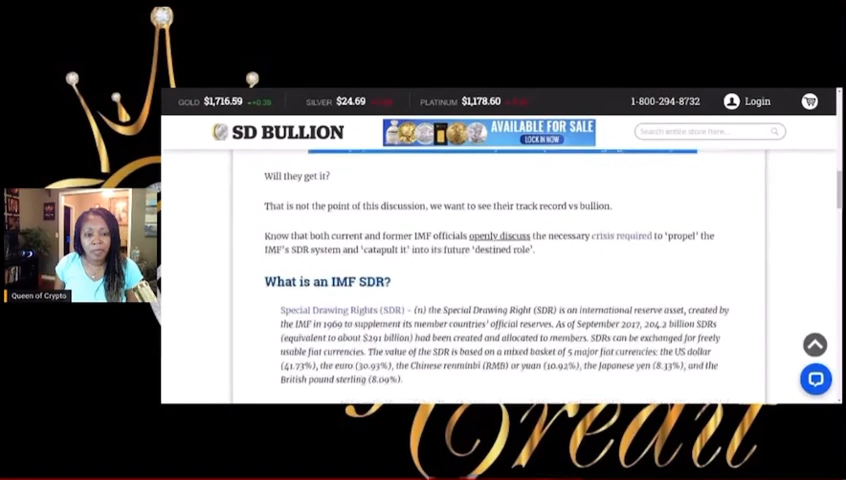 GOLD $1,716.59 +0.39 SILVER $24.69 PLATINUM $1,178.60 1-800-294-8732 Login
SD BULLION AVAILABLE FOR SALE Search entire store here...
LOCK IN NOW
Will they get it?
That is not the point of this discussion, we want to see their track record vs bullion.
Know that both current and former IMF officials openly discuss the necessary crisis required to 'propel' the
IMF's SDR system and 'catapult it' into its future 'destined role'.
What is an IMF SDR?
Special Drawing Rights (SDR) - (n) the Special Drawing Right (SDR) is an international reserve asset, created by
the IMF in 1969 to supplement its member countries' official reserves. As of September 2017, 204.2 billion SDRs
(equivalent to about $291 billion) had been created and allocated to members. SDRs can be exchanged for freely
usable fiat currencies. The value of the SDR is based on a mixed basket of 5 major fiat currencies: the US dollar
(41.73%), the euro (30.93%), the Chinese renminbi (RMB) or yuan (10.92%), the Japanese yen (8.33%), and the
British pound sterling (8.09%).
Queen of Crypto
Credit